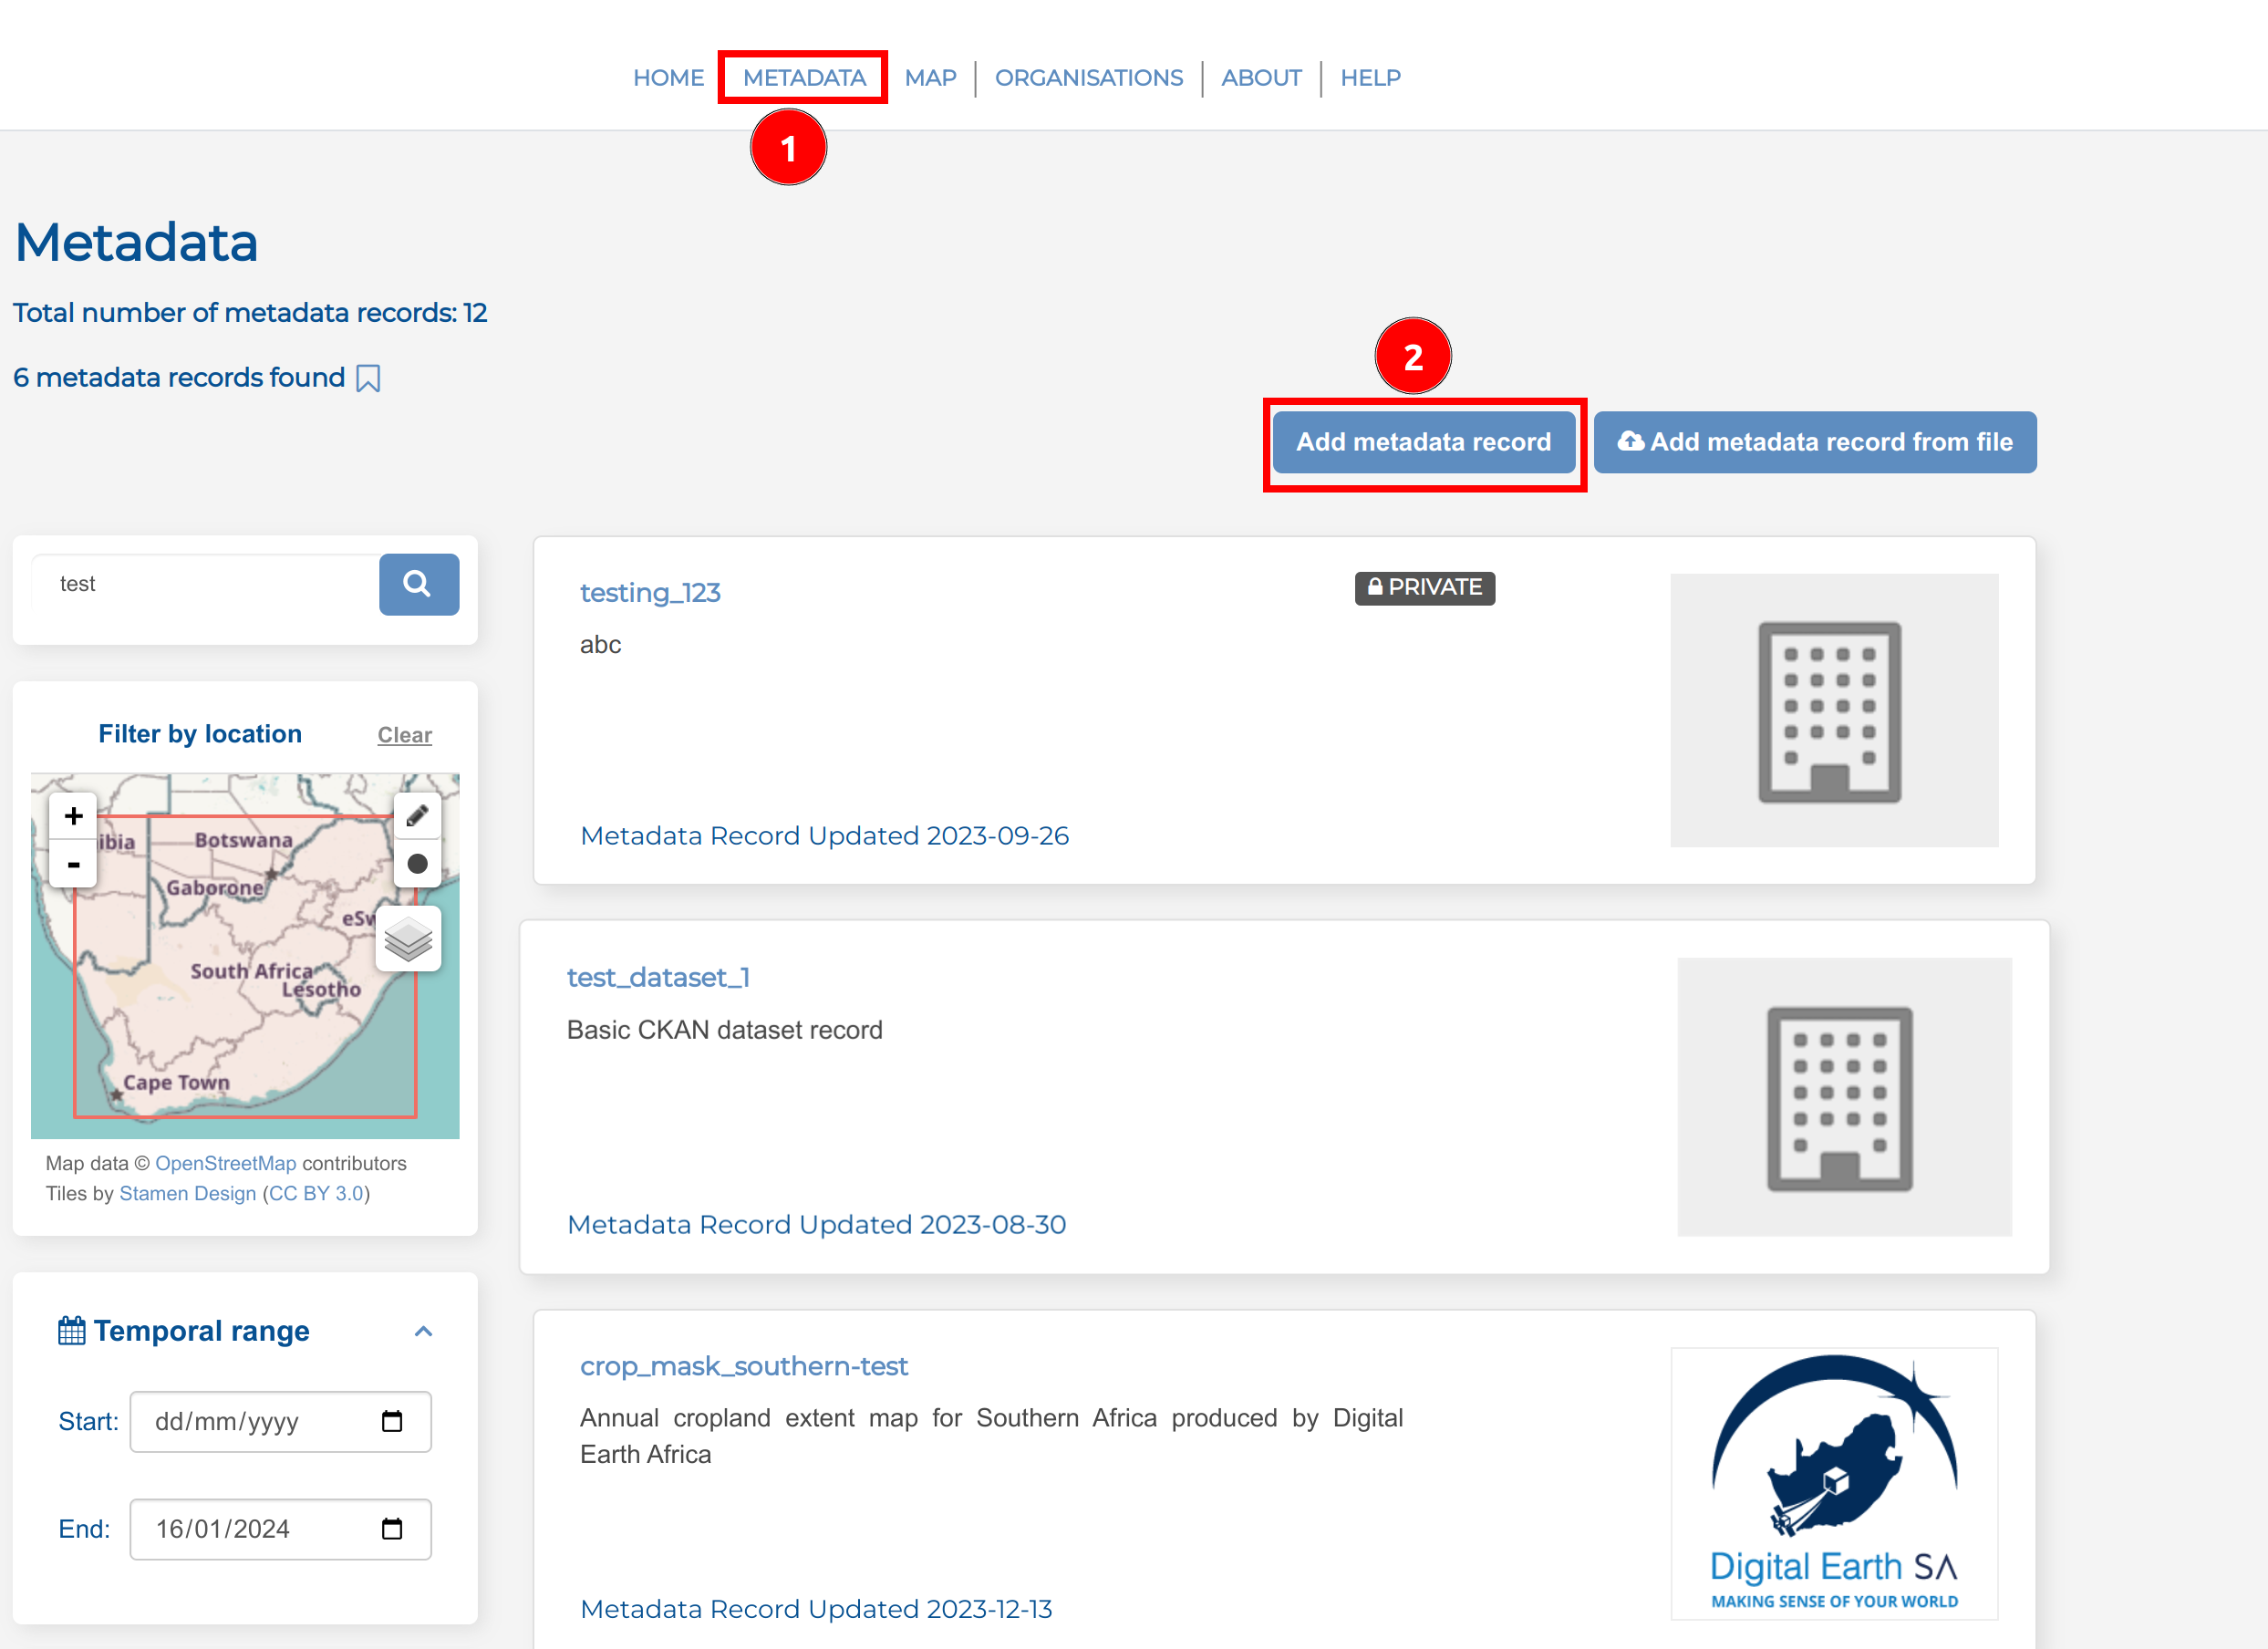 HOME METADATA MAP ORGANISATIONS ABOUT HELP
1
Metadata
Total number of metadata records: 12
6 metadata records found
2
Add metadata record
Add metadata record from file
test
testing_123
PRIVATE
abc
Metadata Record Updated 2023-09-26
Filter by location Clear
+
-
ibia
Botswana
Gaborone
eSw
South Africa
Lesotho
Cape Town
Map data © OpenStreetMap contributors
Tiles by Stamen Design (CC BY 3.0)
test_dataset_1
Basic CKAN dataset record
Metadata Record Updated 2023-08-30
Temporal range
Start: dd/mm/yyyy
End: 16/01/2024
crop_mask_southern-test
Annual cropland extent map for Southern Africa produced by Digital
Earth Africa
Metadata Record Updated 2023-12-13
Digital Earth SΛ
MAKING SENSE OF YOUR WORLD